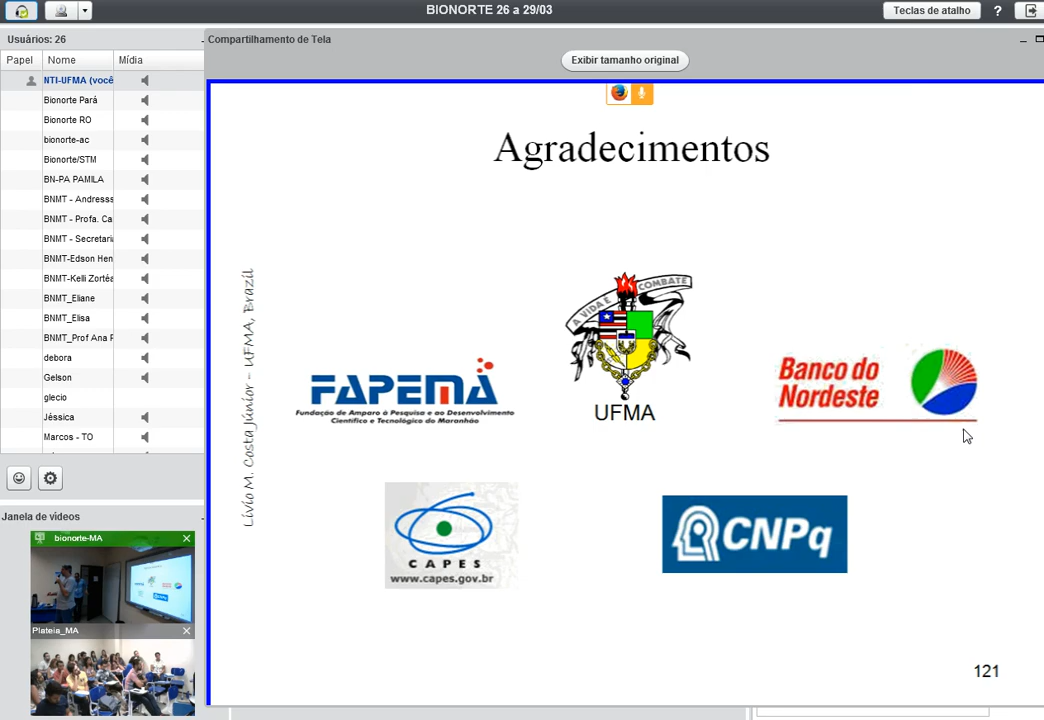 BIONORTE 26 a 29/03
Teclas de atalho
?
Usuários: 26
Compartilhamento de Tela
Papel Nome Mídia
Exibir tamanho original
NTI-UFMA (você
Bionorte Pará
Bionorte RO
bionorte-ac
Bionorte/STM
BN-PA PAMILA
BNMT - Andresss
BNMT - Profa. Ca
BNMT - Secretari
BNMT-Edson Hen
BNMT-Kelli Zortéa
BNMT_Eliane
BNMT_Elisa
BNMT_Prof Ana P
debora
Gelson
glecio
Jéssica
Marcos - TO
Janela de videos
bionorte-MA
Plateia_MA
Agradecimentos
Lívio M. Costa Júnior – UFMA, Brazil
A VIDA É COMBATE
UFMA
FAPEMA
Fundação de Amparo à Pesquisa e ao Desenvolvimento
Científico e Tecnológico do Maranhão
Banco do
Nordeste
CAPES
www.capes.gov.br
CNPq
121